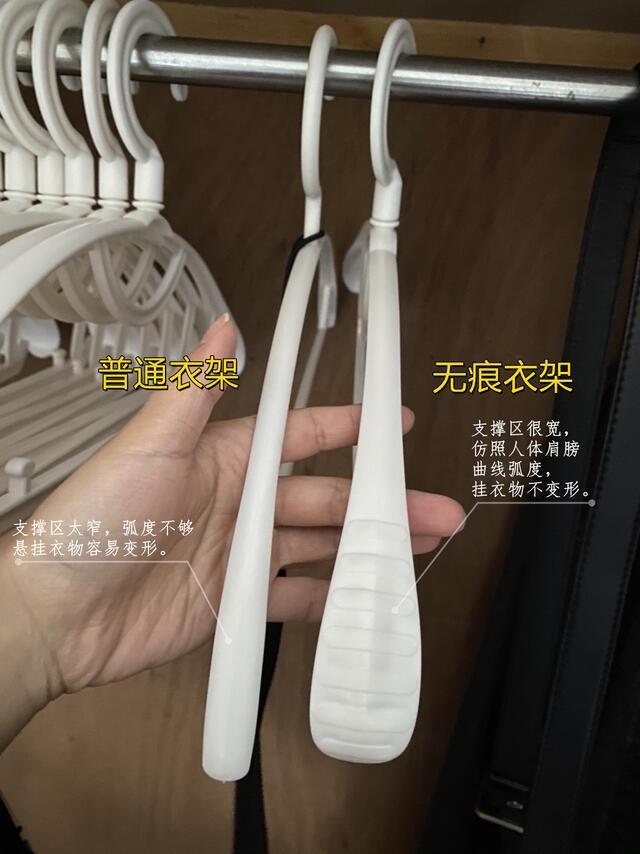 普通衣架
无痕衣架
支撑区很宽，
仿照人体肩膀
曲线弧度，
挂衣物不变形。
支撑区太窄，弧度不够
悬挂衣物容易变形。